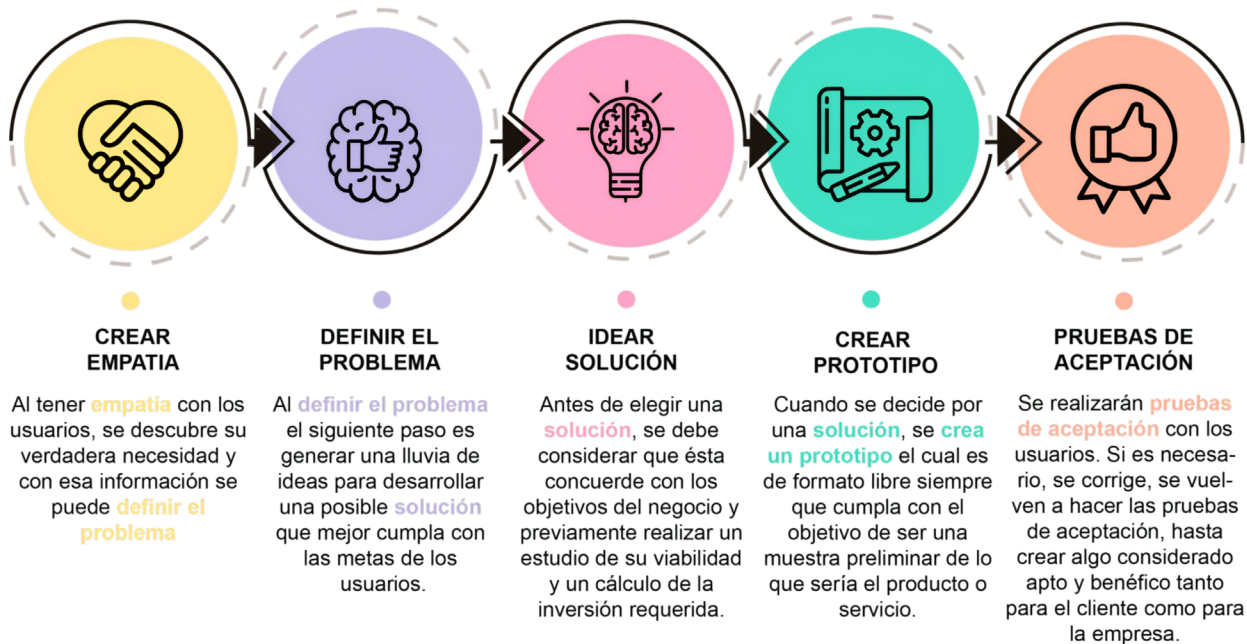 CREAR
EMPATIA
Al tener empatía con los
usuarios, se descubre su
verdadera necesidad y
con esa información se
puede definir el
problema
DEFINIR EL
PROBLEMA
Al definir el problema
el siguiente paso es
generar una lluvia de
ideas para desarrollar
una posible solución
que mejor cumpla con
las metas de los
usuarios.
IDEAR
SOLUCIÓN
Antes de elegir una
solución, se debe
considerar que ésta
concuerde con los
objetivos del negocio y
previamente realizar un
estudio de su viabilidad
y un cálculo de la
inversión requerida.
CREAR
PROTOTIPO
Cuando se decide por
una solución, se crea
un prototipo el cual es
de formato libre siempre
que cumpla con el
objetivo de ser una
muestra preliminar de lo
que sería el producto o
servicio.
PRUEBAS DE
ACEPTACIÓN
Se realizarán pruebas
de aceptación con los
usuarios. Si es necesa-
rio, se corrige, se vuel-
ven a hacer las pruebas
de aceptación, hasta
crear algo considerado
apto y benéfico tanto
para el cliente como para
la empresa.